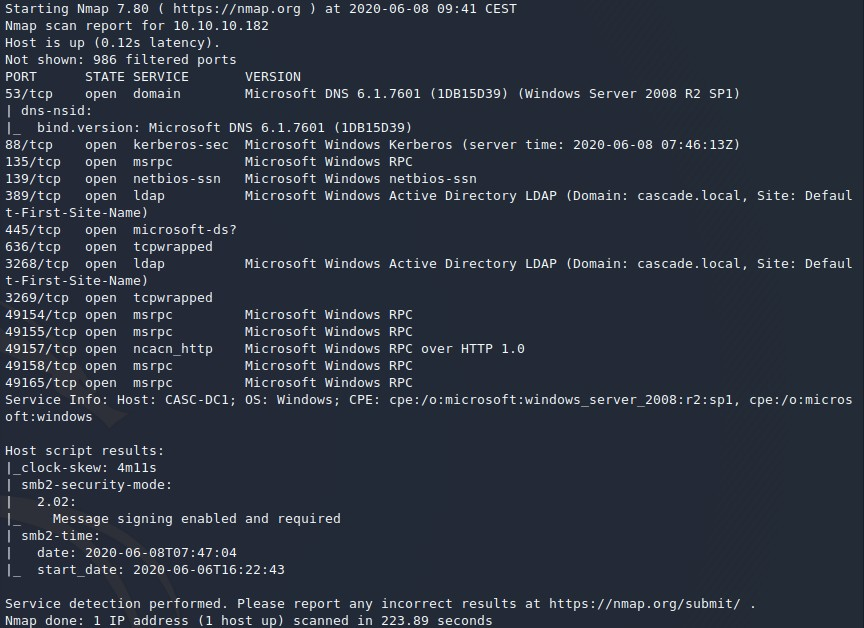 Starting Nmap 7.80 ( https://nmap.org ) at 2020-06-08 09:41 CEST
Nmap scan report for 10.10.10.182
Host is up (0.12s latency).
Not shown: 986 filtered ports
PORT      STATE SERVICE       VERSION
53/tcp    open  domain        Microsoft DNS 6.1.7601 (1DB15D39) (Windows Server 2008 R2 SP1)
| dns-nsid:
|_  bind.version: Microsoft DNS 6.1.7601 (1DB15D39)
88/tcp    open  kerberos-sec  Microsoft Windows Kerberos (server time: 2020-06-08 07:46:13Z)
135/tcp   open  msrpc         Microsoft Windows RPC
139/tcp   open  netbios-ssn   Microsoft Windows netbios-ssn
389/tcp   open  ldap          Microsoft Windows Active Directory LDAP (Domain: cascade.local, Site: Defaul
t-First-Site-Name)
445/tcp   open  microsoft-ds?
636/tcp   open  tcpwrapped
3268/tcp  open  ldap          Microsoft Windows Active Directory LDAP (Domain: cascade.local, Site: Defaul
t-First-Site-Name)
3269/tcp  open  tcpwrapped
49154/tcp open  msrpc         Microsoft Windows RPC
49155/tcp open  msrpc         Microsoft Windows RPC
49157/tcp open  ncacn_http    Microsoft Windows RPC over HTTP 1.0
49158/tcp open  msrpc         Microsoft Windows RPC
49165/tcp open  msrpc         Microsoft Windows RPC
Service Info: Host: CASC-DC1; OS: Windows; CPE: cpe:/o:microsoft:windows_server_2008:r2:sp1, cpe:/o:micros
oft:windows

Host script results:
|_clock-skew: 4m11s
| smb2-security-mode:
|   2.02:
|_    Message signing enabled and required
| smb2-time:
|   date: 2020-06-08T07:47:04
|_  start_date: 2020-06-06T16:22:43

Service detection performed. Please report any incorrect results at https://nmap.org/submit/ .
Nmap done: 1 IP address (1 host up) scanned in 223.89 seconds